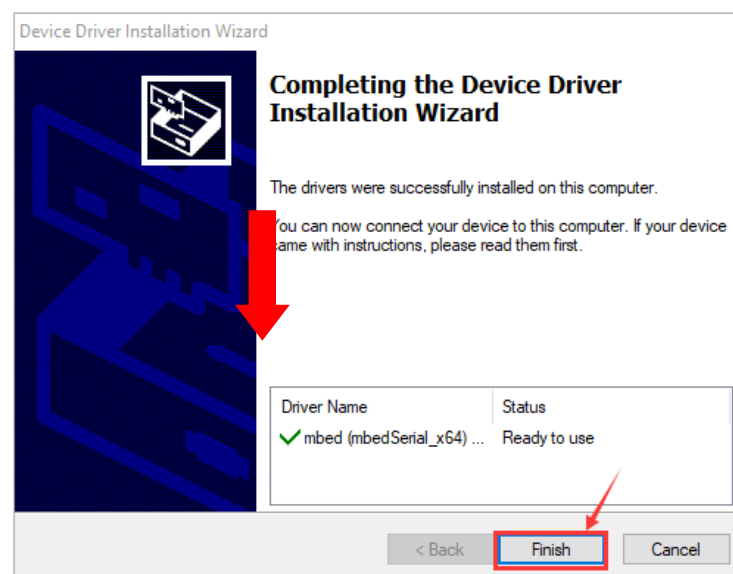 Device Driver Installation Wizard
Completing the Device Driver
Installation Wizard
The drivers were successfully installed on this computer.
You can now connect your device to this computer. If your device
came with instructions, please read them first.
Driver Name Status
mbed (mbedSerial_x64) ... Ready to use
< Back Finish Cancel